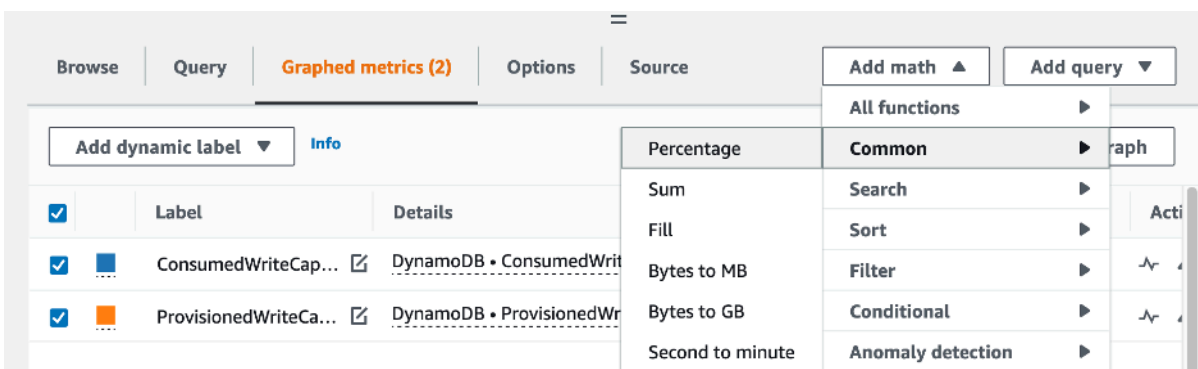 Browse Query Graphed metrics (2) Options Source Add math Add query
All functions
Add dynamic label Info Percentage Common raph
Sum Search
Label Details Fill Sort Acti
ConsumedWriteCap... DynamoDB • ConsumedWrit Bytes to MB Filter
ProvisionedWriteCa... DynamoDB • ProvisionedWr Bytes to GB Conditional
Second to minute Anomaly detection